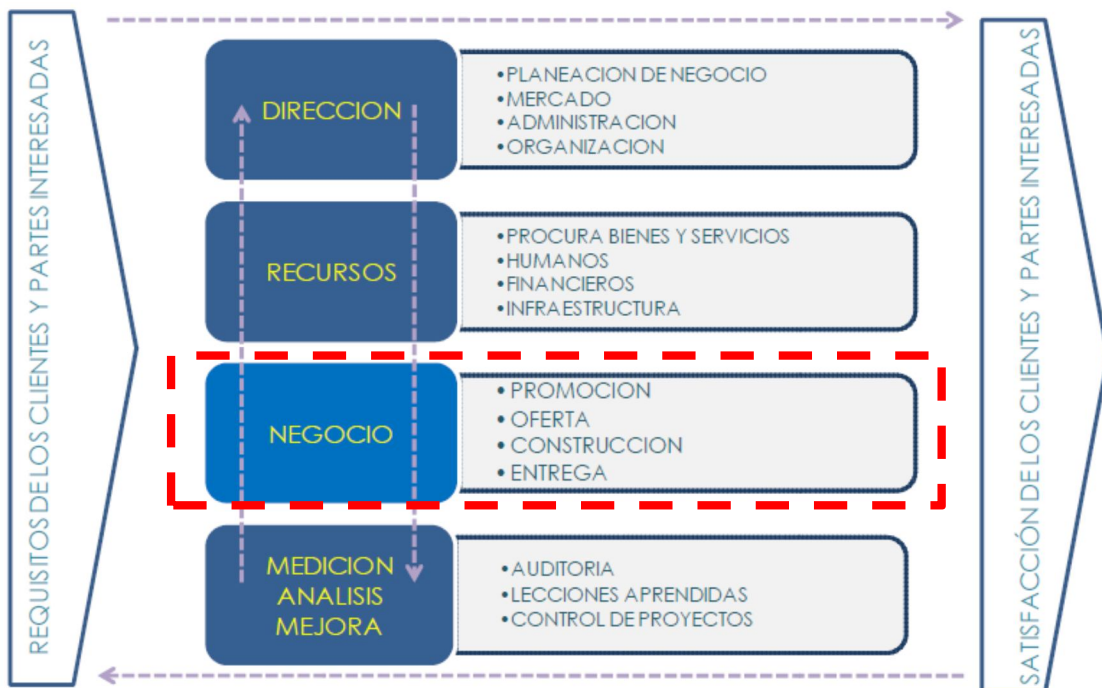 REQUISITOS DE LOS CLIENTES Y PARTES INTERESADAS
DIRECCION
•PLANEACION DE NEGOCIO
•MERCADO
•ADMINISTRACION
•ORGANIZACION
RECURSOS
•PROCURA BIENES Y SERVICIOS
•HUMANOS
•FINANCIEROS
•INFRAESTRUCTURA
NEGOCIO
• PROMOCION
• OFERTA
• CONSTRUCCION
• ENTREGA
MEDICION
ANALISIS
MEJORA
•AUDITORIA
•LECCIONES APRENDIDAS
•CONTROL DE PROYECTOS
SATISFACCIÓN DE LOS CLIENTES Y PARTES INTERESADAS